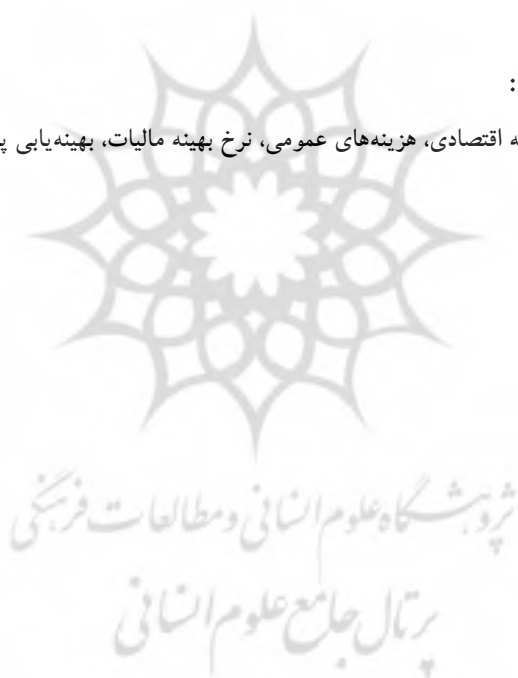 :
ه اقتصادی، هزینه‌های عمومی، نرخ بهینه مالیات، بهینه‌یابی پ
پژوهشگاه علوم انسانی و مطالعات فرهنگی
پرتال جامع علوم انسانی